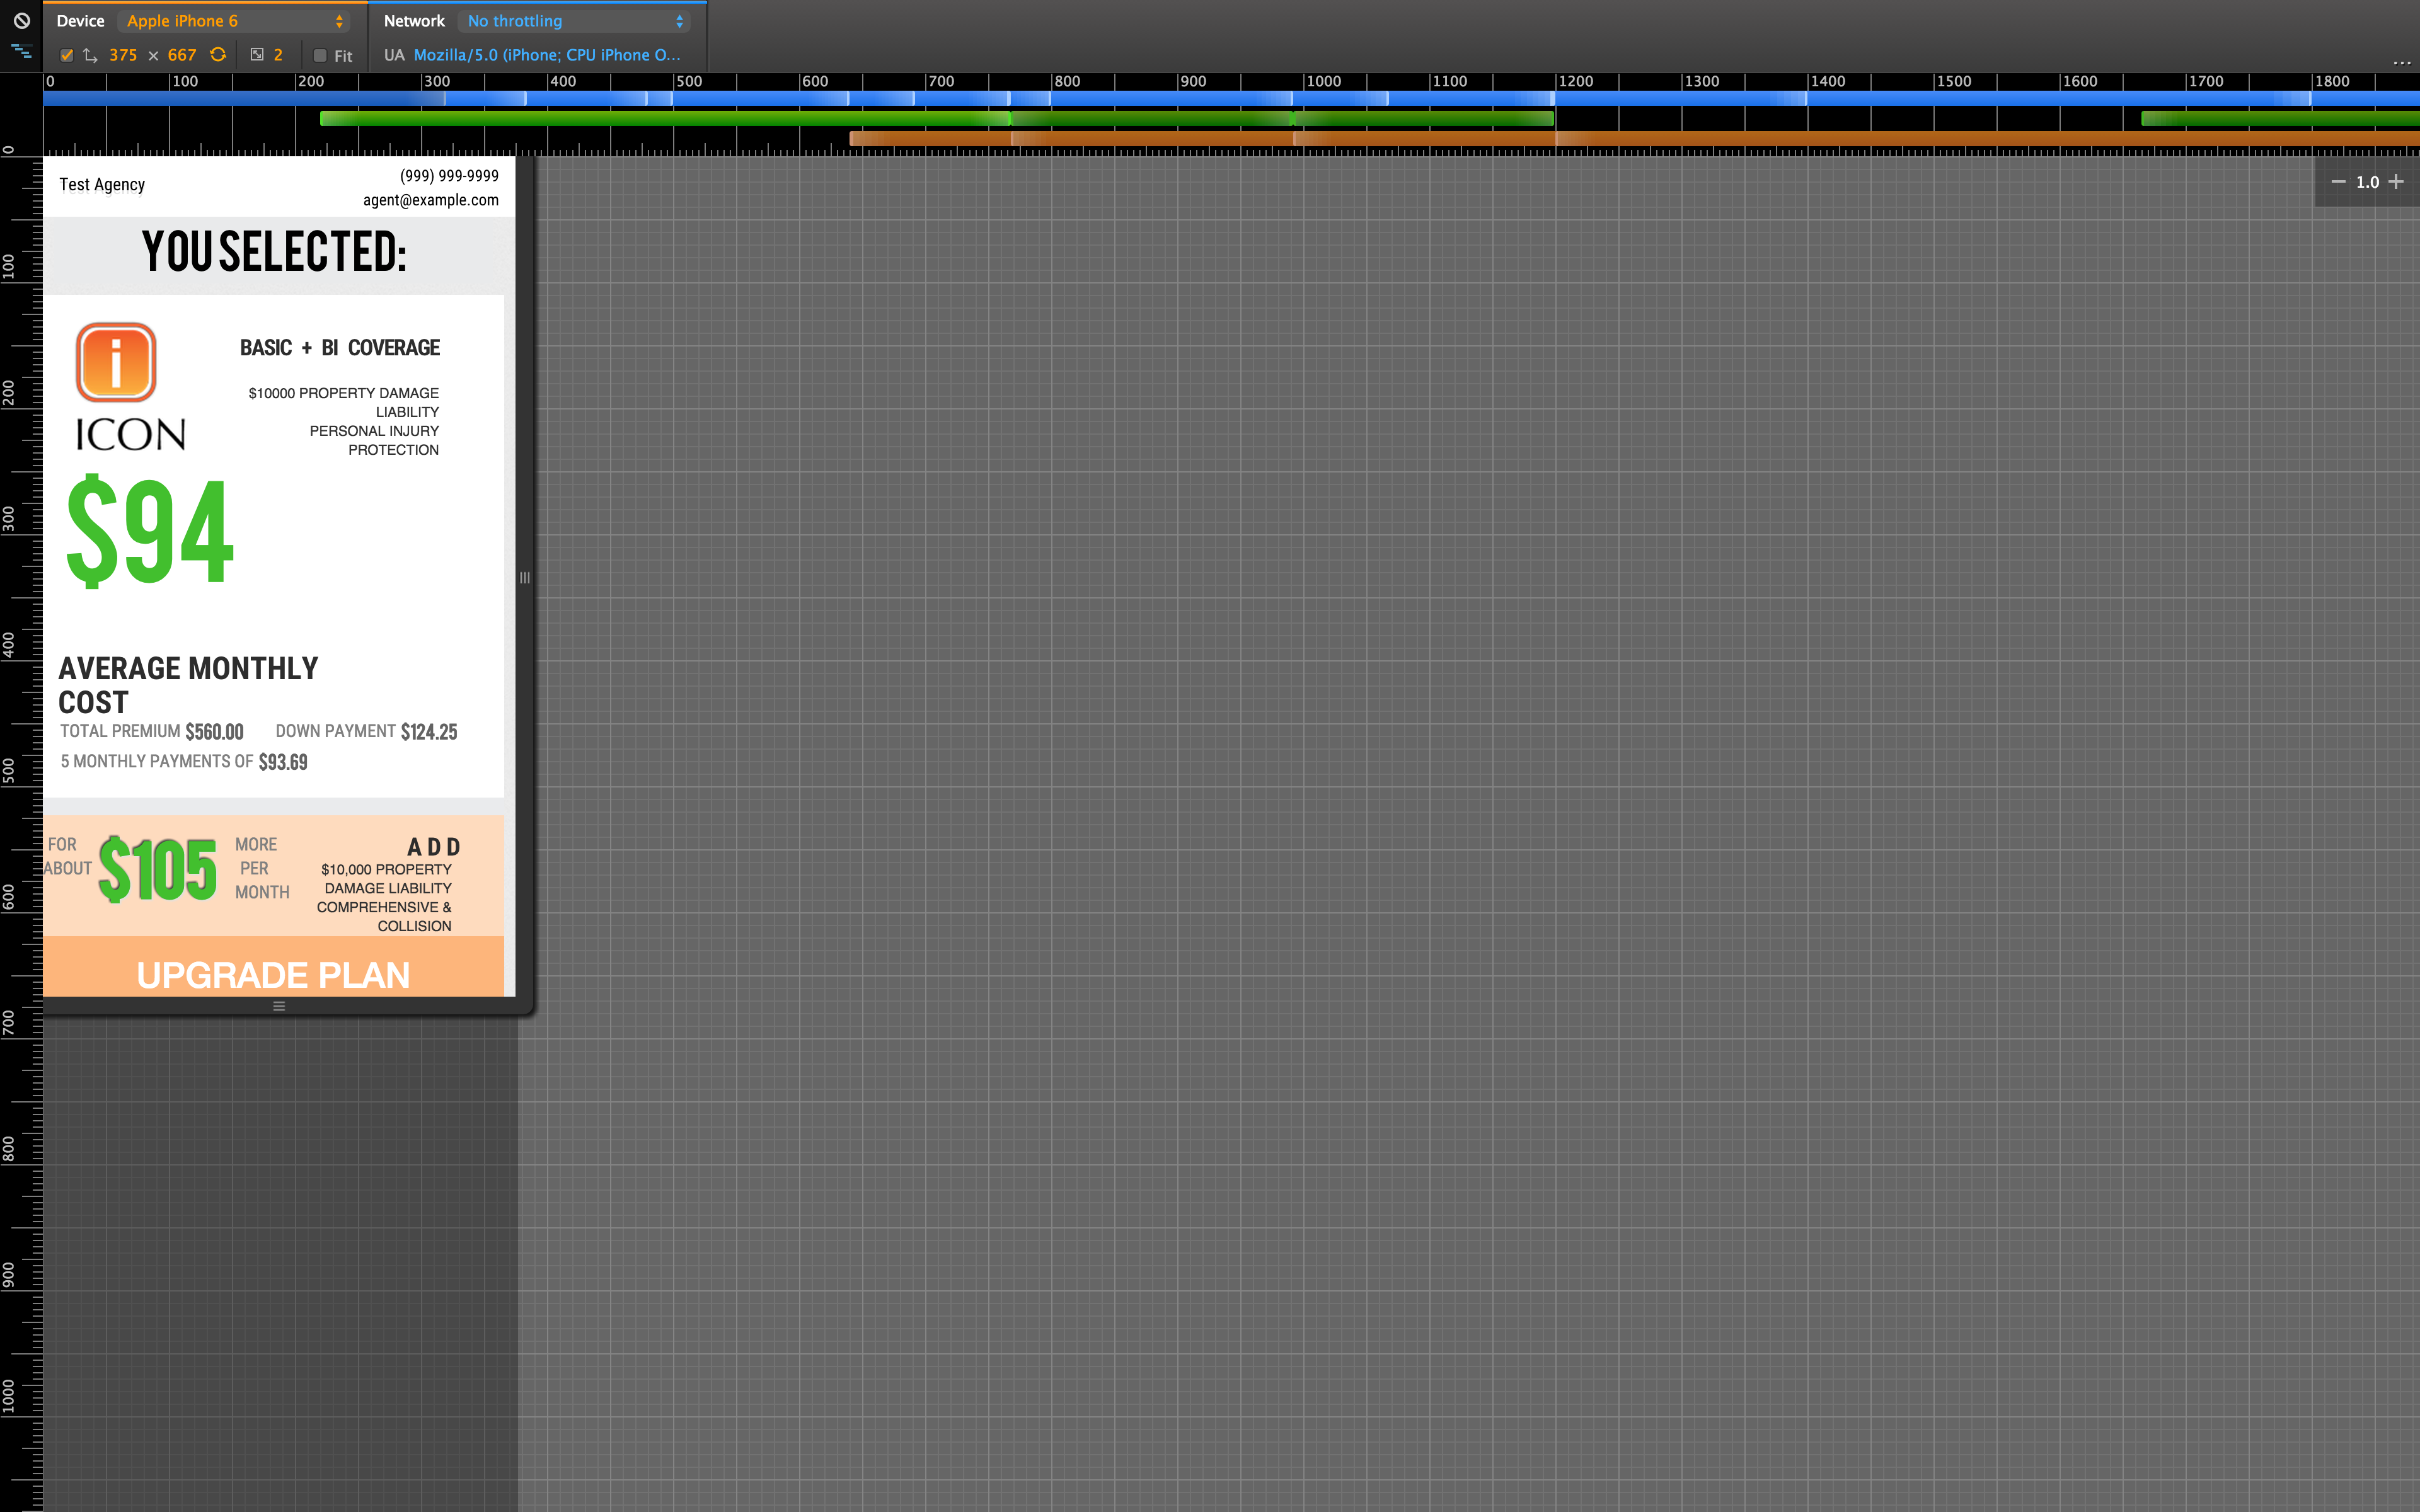 Device Apple iPhone 6 Network No throttling
375 × 667 2 Fit UA Mozilla/5.0 (iPhone; CPU iPhone O...
...
0 100 200 300 400 500 600 700 800 900 1000 1100 1200 1300 1400 1500 1600 1700 1800
0
100
200
300
400
500
600
700
800
900
1000
− 1.0 +
Test Agency
(999) 999-9999
agent@example.com
YOU SELECTED:
i
ICON
BASIC + BI COVERAGE
$10000 PROPERTY DAMAGE
LIABILITY
PERSONAL INJURY
PROTECTION
$94
AVERAGE MONTHLY
COST
TOTAL PREMIUM $560.00 DOWN PAYMENT $124.25
5 MONTHLY PAYMENTS OF $93.69
FOR
ABOUT
$105
MORE
PER
MONTH
ADD
$10,000 PROPERTY
DAMAGE LIABILITY
COMPREHENSIVE &
COLLISION
UPGRADE PLAN